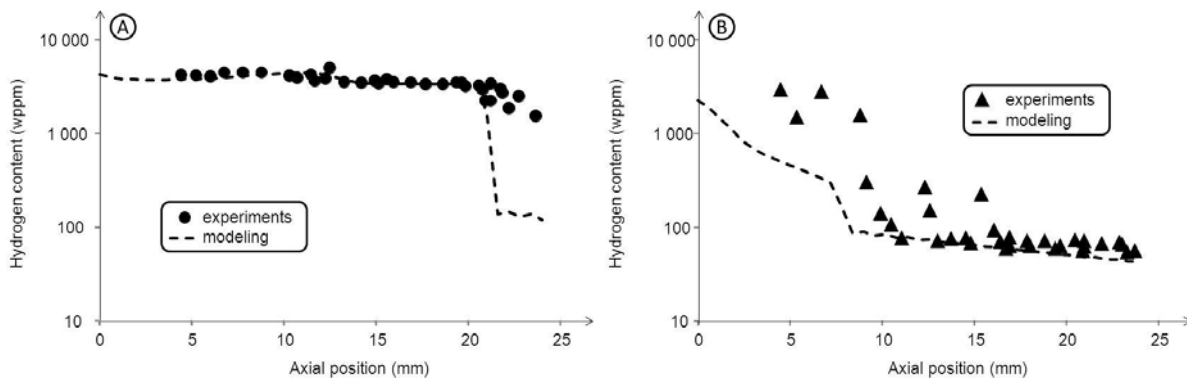 A
Hydrogen content (wppm)
10 000
1 000
100
10
experiments
modeling
0 5 10 15 20 25
Axial position (mm)
B
Hydrogen content (wppm)
10 000
1 000
100
10
experiments
modeling
0 5 10 15 20 25
Axial position (mm)